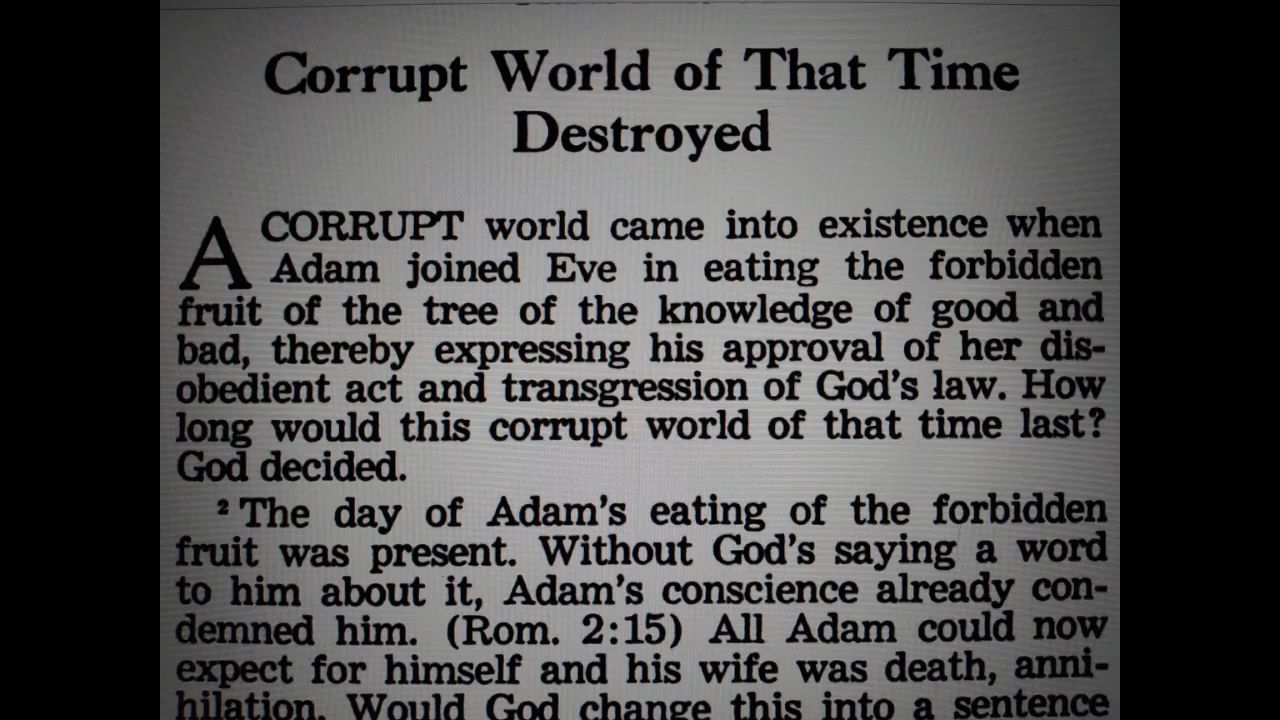 Corrupt World of That Time
Destroyed
A CORRUPT world came into existence when
Adam joined Eve in eating the forbidden
fruit of the tree of the knowledge of good and
bad, thereby expressing his approval of her dis-
obedient act and transgression of God's law. How
long would this corrupt world of that time last?
God decided.
² The day of Adam's eating of the forbidden
fruit was present. Without God's saying a word
to him about it, Adam's conscience already con-
demned him. (Rom. 2:15) All Adam could now
expect for himself and his wife was death, anni-
hilation. Would God change this into a sentence